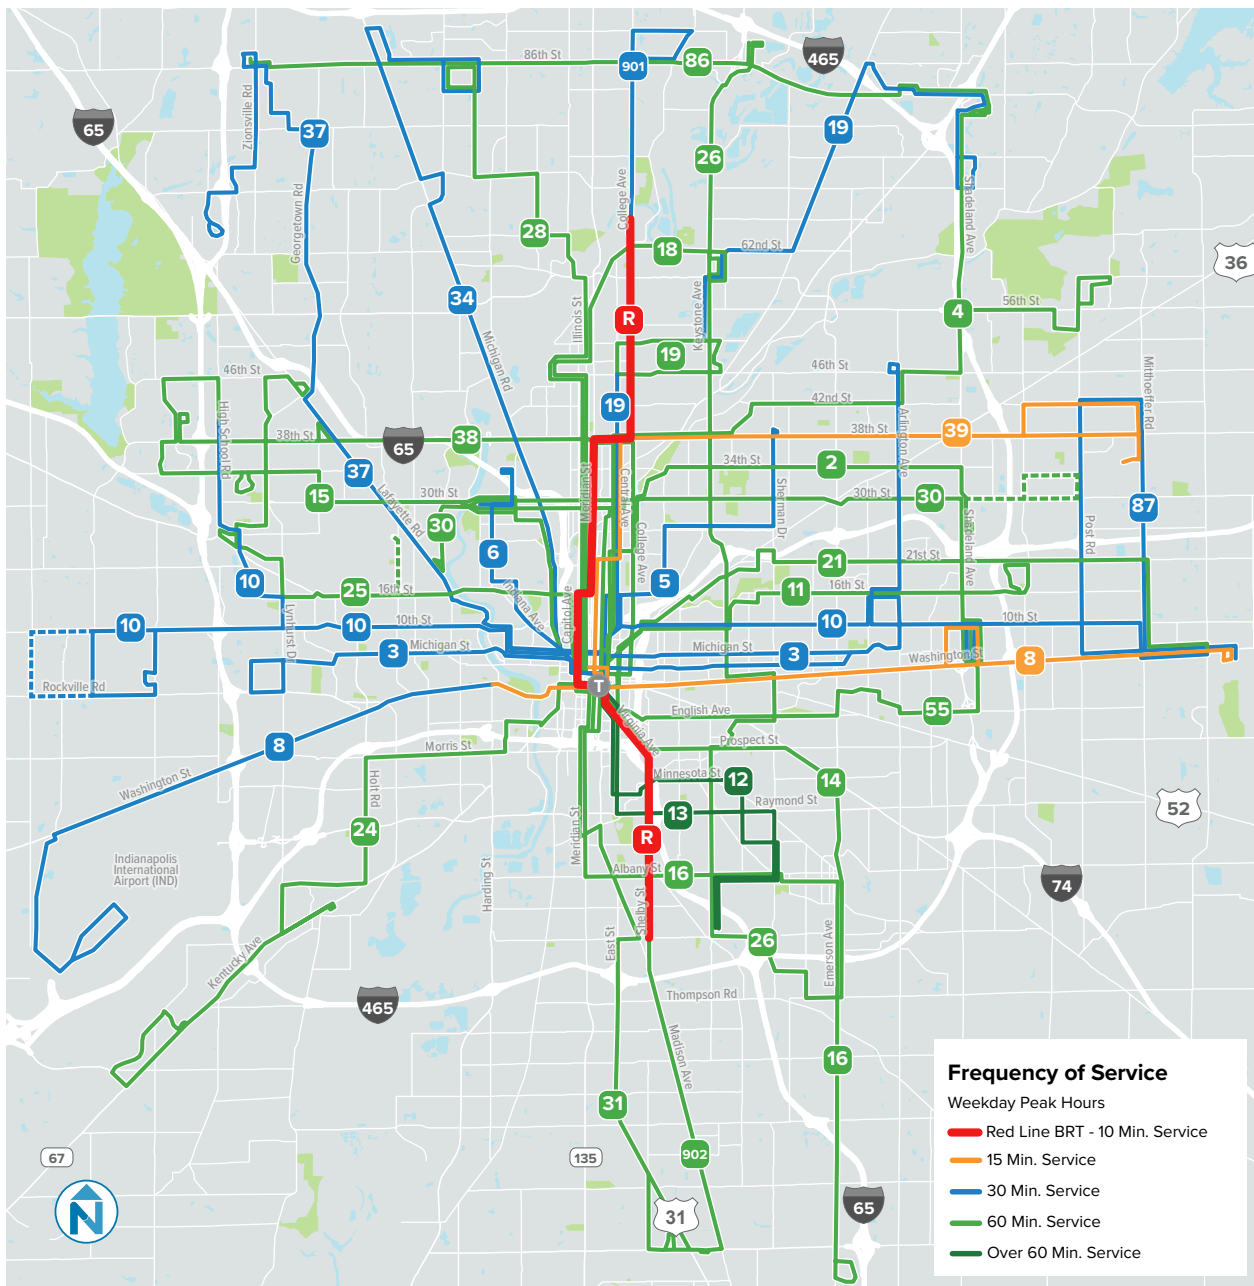 86th St
901
86
465
65
Zionsville Rd
37
19
26
College Ave
Shadeland Ave
Georgetown Rd
28
18
62nd St
36
34
Illinois St
R
Keystone Ave
4
56th St
Michigan Rd
19
46th St
46th St
Mitthoeffer Rd
High School Rd
19
42nd St
Arlington Ave
38th St
65
38
38th St
39
37
Meridian St
Central Ave
34th St
2
Sherman Dr
15
30th St
Lafayette Rd
30th St
30
87
30
College Ave
Shadeland Ave
Post Rd
6
10
5
21
21st St
25
16th St
Indiana Ave
Capitol Ave
11
16th St
Lynhurst Dr
10
10
10th St
10
10th St
3
Michigan St
Michigan St
3
Washington St
8
Rockville Rd
T
Virginia Ave
English Ave
55
8
Morris St
Prospect St
Washington St
Holt Rd
Minnesota St
12
14
Raymond St
13
52
24
Meridian St
R
Indianapolis
International
Airport (IND)
Harding St
Albany St
16
74
Shelby St
Kentucky Ave
East St
26
Emerson Ave
465
Thompson Rd
Madison Ave
16
31
67
135
902
31
65
N
Frequency of Service
Weekday Peak Hours
Red Line BRT - 10 Min. Service
15 Min. Service
30 Min. Service
60 Min. Service
Over 60 Min. Service